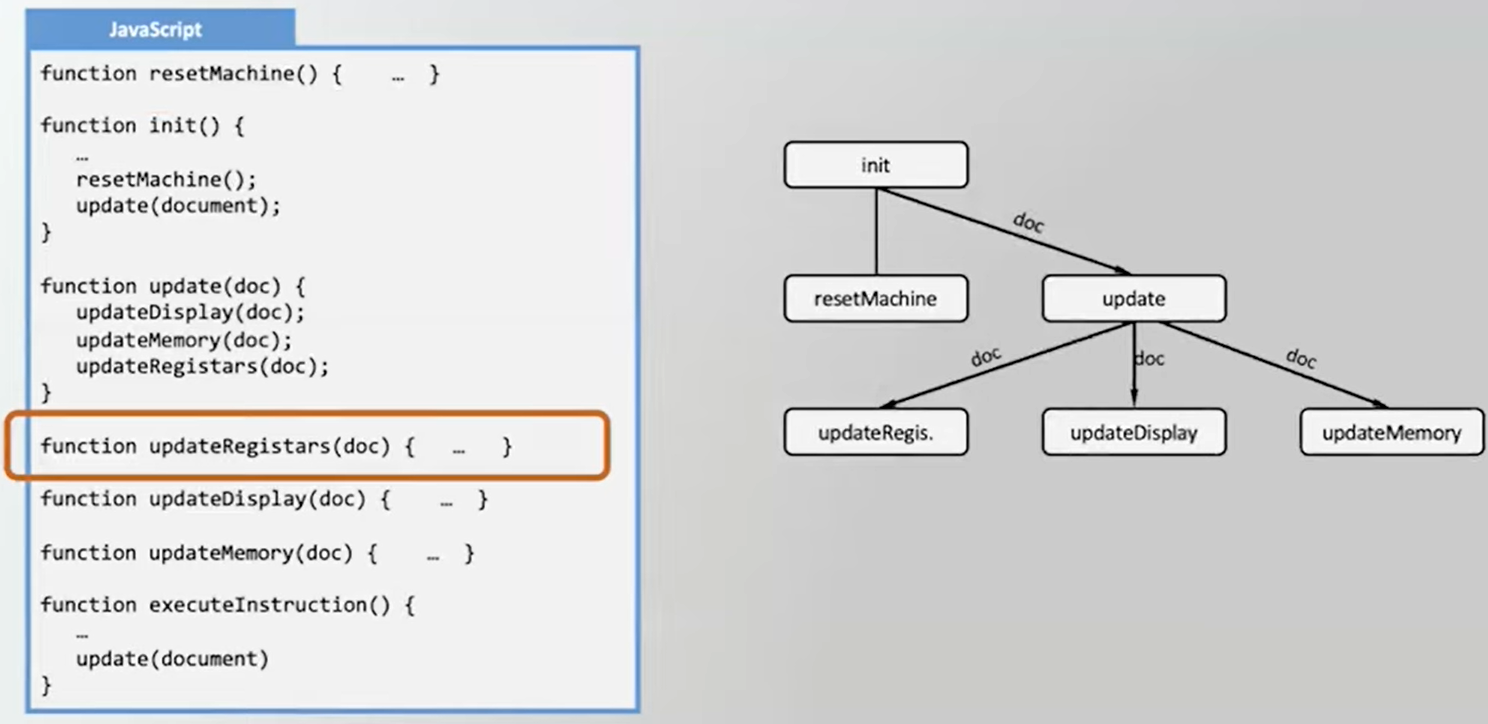 JavaScript
function resetMachine() { … }
function init() {
…
resetMachine();
update(document);
}
function update(doc) {
updateDisplay(doc);
updateMemory(doc);
updateRegistars(doc);
}
function updateRegistars(doc) { … }
function updateDisplay(doc) { … }
function updateMemory(doc) { … }
function executeInstruction() {
…
update(document)
}
init
doc
resetMachine
update
doc
doc
doc
updateRegis.
updateDisplay
updateMemory